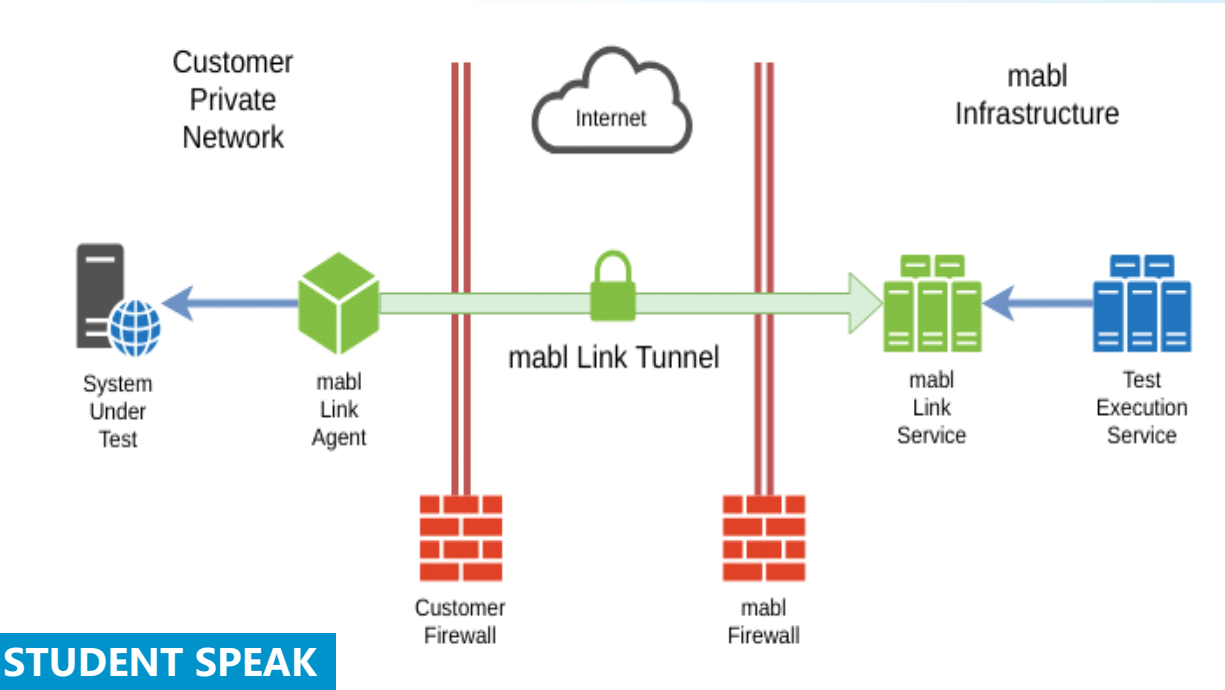 Customer
Private
Network
Internet
mabl
Infrastructure
mabl Link Tunnel
System
Under
Test
mabl
Link
Agent
mabl
Link
Service
Test
Execution
Service
Customer
Firewall
mabl
Firewall
STUDENT SPEAK